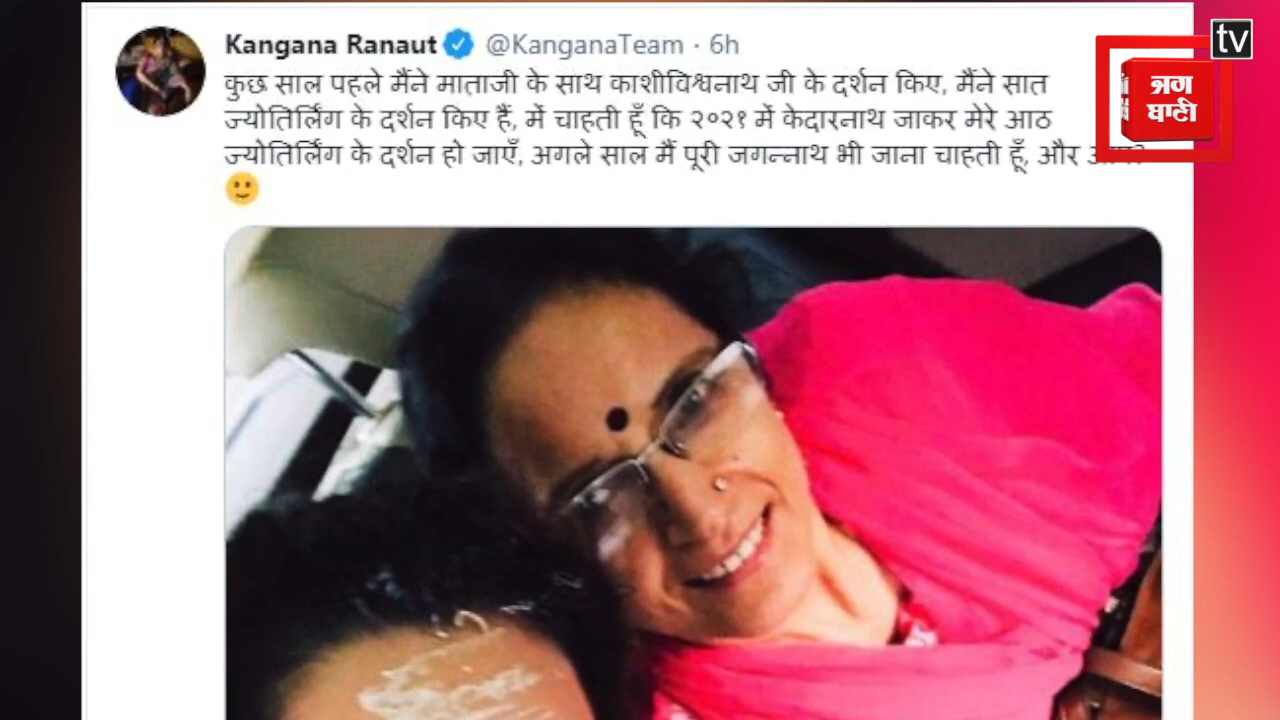 Kangana Ranaut @KanganaTeam · 6h
कुछ साल पहले मैंने माताजी के साथ काशीविश्वनाथ जी के दर्शन किए, मैंने सात
ज्योतिर्लिंग के दर्शन किए हैं, में चाहती हूँ कि २०२१ में केदारनाथ जाकर मेरे आठ
ज्योतिर्लिंग के दर्शन हो जाएँ, अगले साल मैं पूरी जगन्नाथ भी जाना चाहती हूँ, और
tv
ਜਗ
ਬਾਣੀ